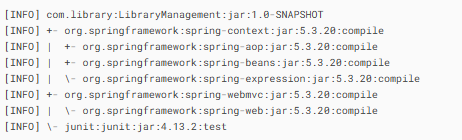 [INFO] com.library:LibraryManagement:jar:1.0-SNAPSHOT
[INFO] +- org.springframework:spring-context:jar:5.3.20:compile
[INFO] |  +- org.springframework:spring-aop:jar:5.3.20:compile
[INFO] |  +- org.springframework:spring-beans:jar:5.3.20:compile
[INFO] |  \- org.springframework:spring-expression:jar:5.3.20:compile
[INFO] +- org.springframework:spring-webmvc:jar:5.3.20:compile
[INFO] |  \- org.springframework:spring-web:jar:5.3.20:compile
[INFO] \- junit:junit:jar:4.13.2:test